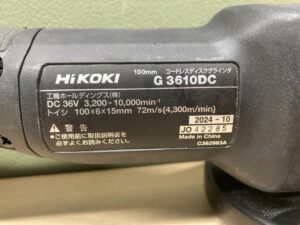 HiKOKI
100mm コードレスディスクグラインダ
G 3610DC
工機ホールディングス(株)
DC 36V 3,200-10,000min-1
トイシ 100×6×15mm 72m/s{4,300m/min}
警告
●ご使用前に取扱説明書を
必ずよくお読みください。
2024-10
JO42285
Made in China
C362963A